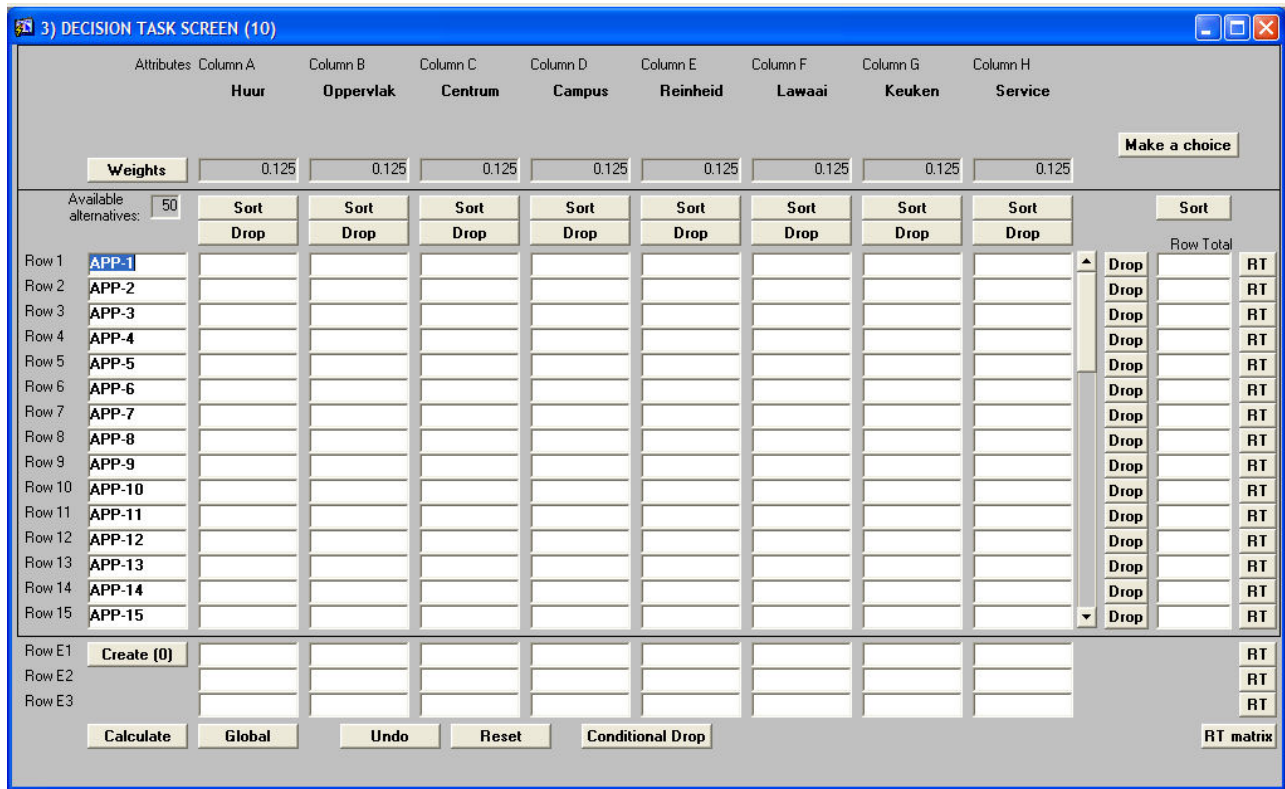 3) DECISION TASK SCREEN (10)
Attributes Column A Column B Column C Column D Column E Column F Column G Column H
Huur Oppervlak Centrum Campus Reinheid Lawaai Keuken Service
Make a choice
Weights 0.125 0.125 0.125 0.125 0.125 0.125 0.125 0.125
Available alternatives: 50 Sort Sort Sort Sort Sort Sort Sort Sort Sort
Drop Drop Drop Drop Drop Drop Drop Drop Row Total
Row 1 APP-1 Drop RT
Row 2 APP-2 Drop RT
Row 3 APP-3 Drop RT
Row 4 APP-4 Drop RT
Row 5 APP-5 Drop RT
Row 6 APP-6 Drop RT
Row 7 APP-7 Drop RT
Row 8 APP-8 Drop RT
Row 9 APP-9 Drop RT
Row 10 APP-10 Drop RT
Row 11 APP-11 Drop RT
Row 12 APP-12 Drop RT
Row 13 APP-13 Drop RT
Row 14 APP-14 Drop RT
Row 15 APP-15 Drop RT
Row E1 Create (0) RT
Row E2 RT
Row E3 RT
Calculate Global Undo Reset Conditional Drop RT matrix